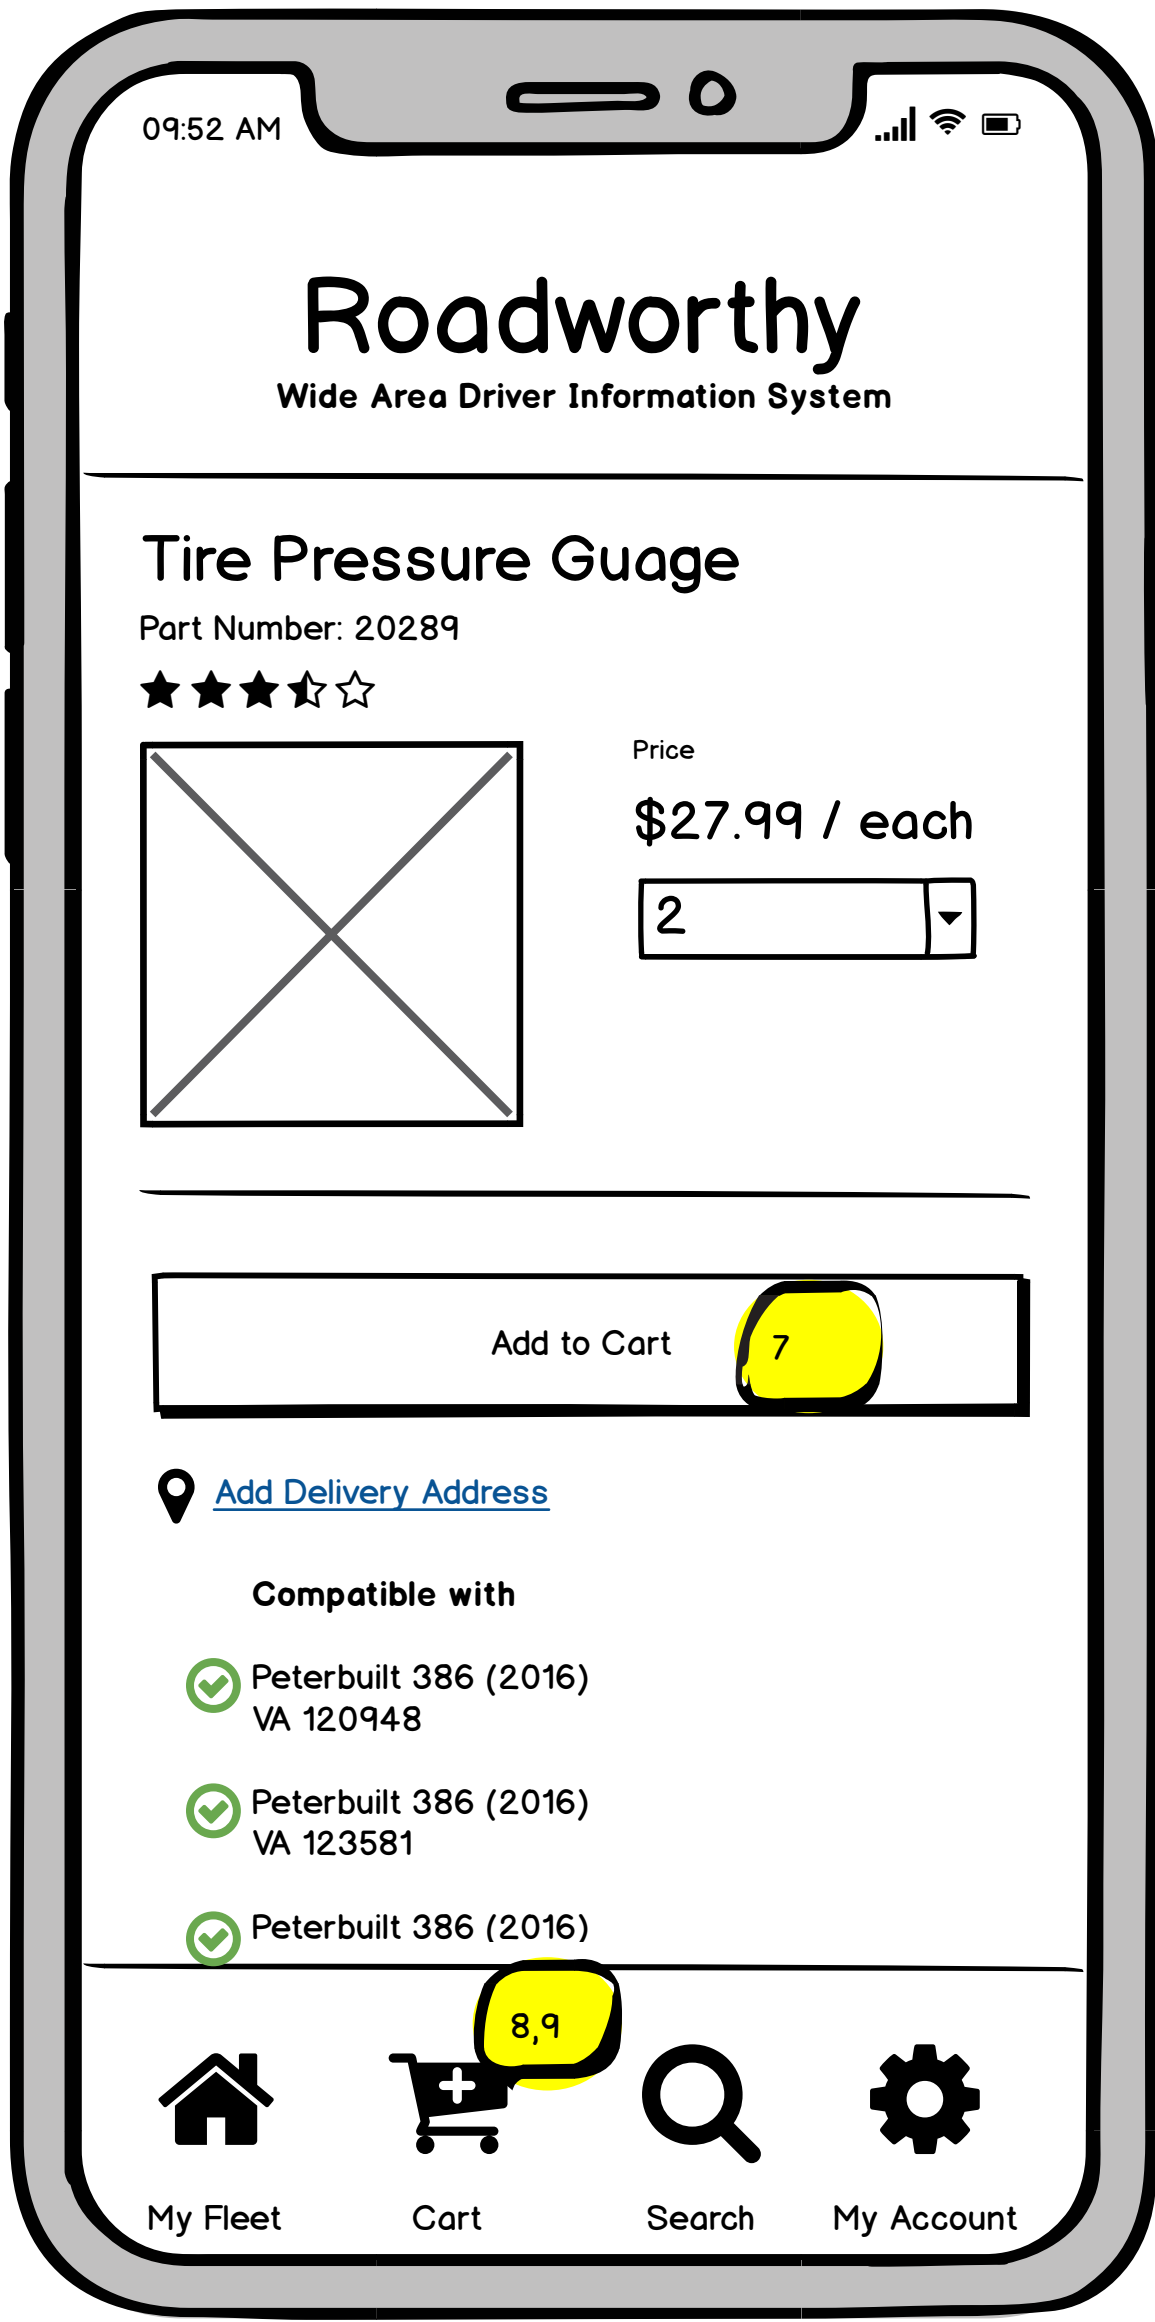 09:52 AM
Roadworthy
Wide Area Driver Information System
Tire Pressure Guage
Part Number: 20289
Price
$27.99 / each
2
Add to Cart
7
Add Delivery Address
Compatible with
Peterbuilt 386 (2016)
VA 120948
Peterbuilt 386 (2016)
VA 123581
Peterbuilt 386 (2016)
8,9
My Fleet
Cart
Search
My Account